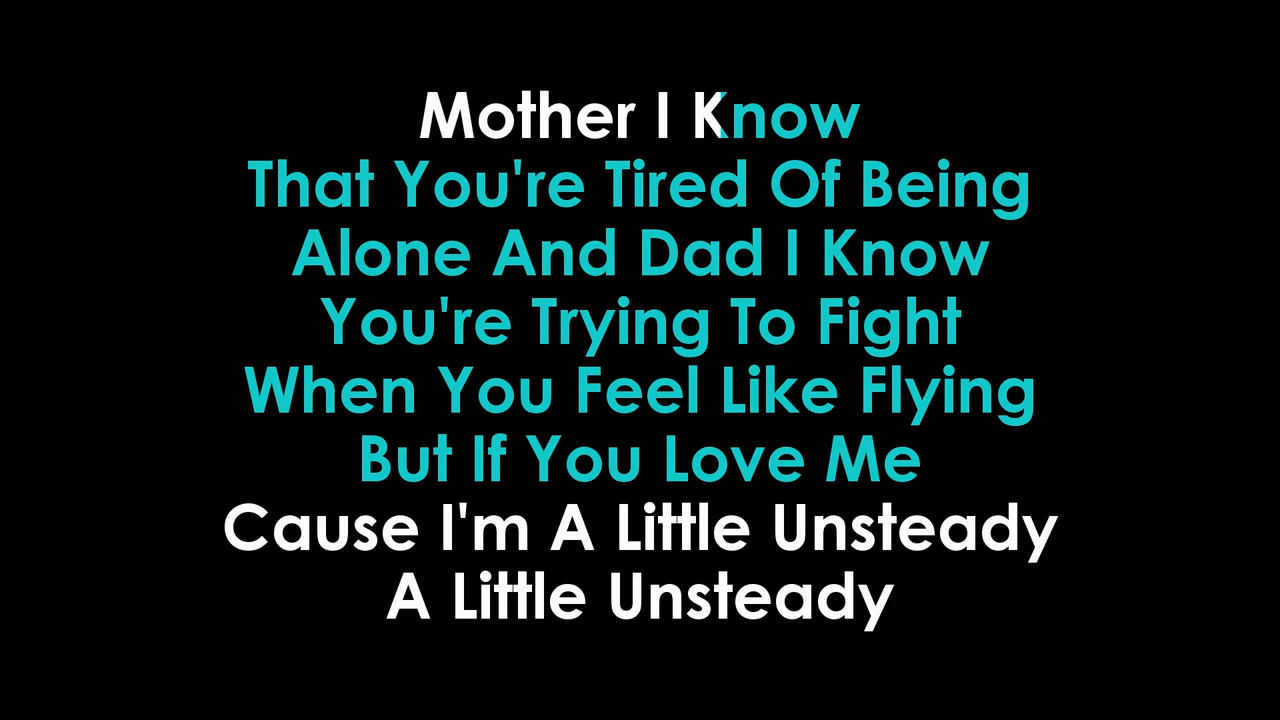 Mother I Know
That You're Tired Of Being
Alone And Dad I Know
You're Trying To Fight
When You Feel Like Flying
But If You Love Me
Cause I'm A Little Unsteady
A Little Unsteady